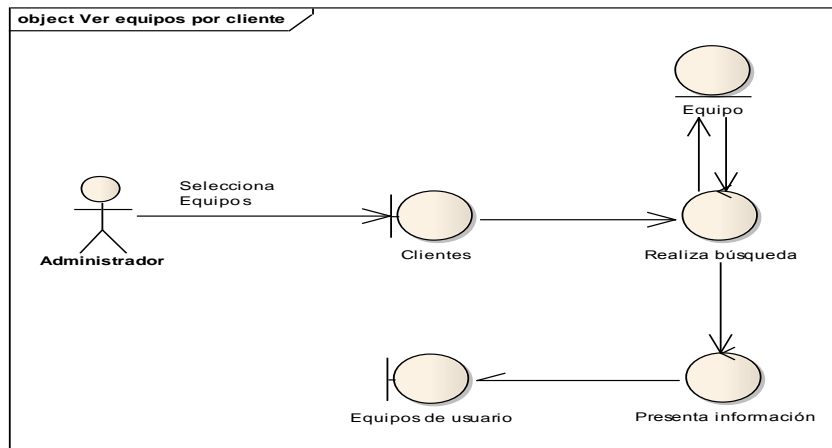 object Ver equipos por cliente
Equipo
Selecciona
Equipos
Administrador
Clientes
Realiza búsqueda
Equipos de usuario
Presenta información